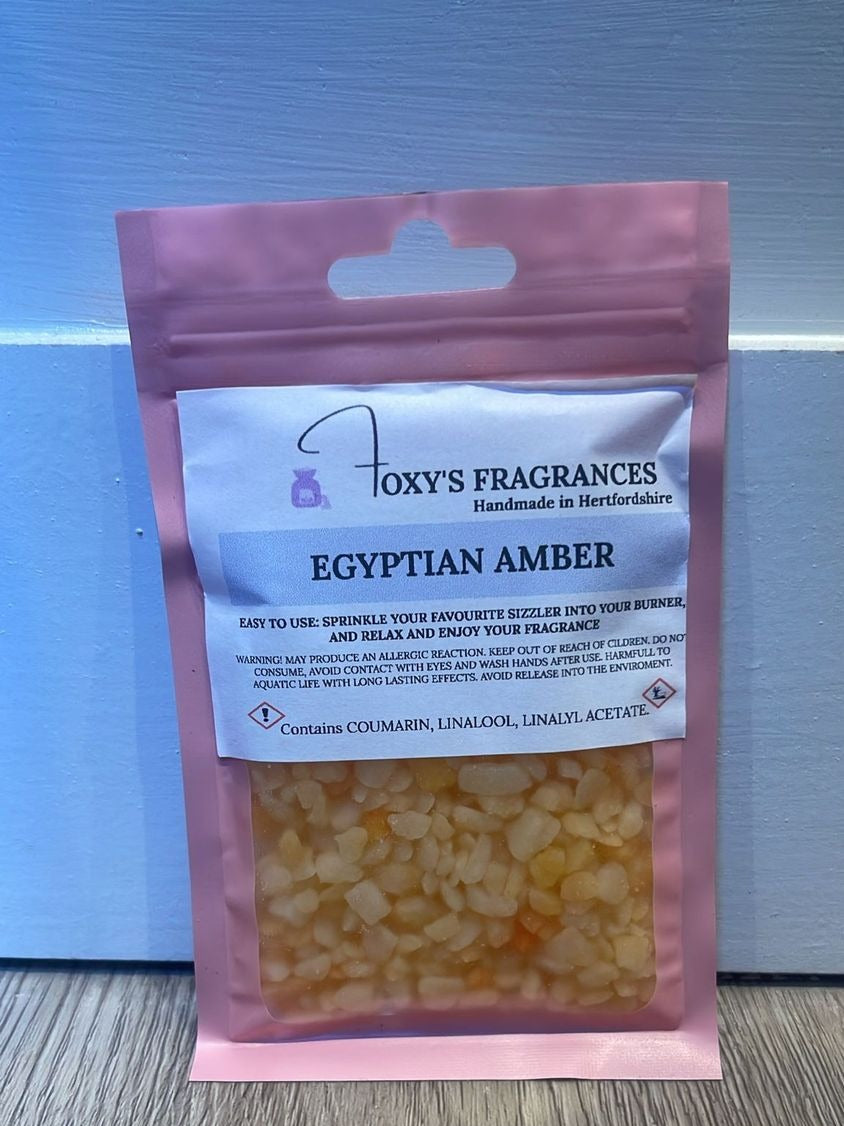 FOXY'S FRAGRANCES
Handmade in Hertfordshire
EGYPTIAN AMBER
EASY TO USE: SPRINKLE YOUR FAVOURITE SIZZLER INTO YOUR BURNER,
AND RELAX AND ENJOY YOUR FRAGRANCE
WARNING! MAY PRODUCE AN ALLERGIC REACTION. KEEP OUT OF REACH OF CILDREN. DO NOT
CONSUME, AVOID CONTACT WITH EYES AND WASH HANDS AFTER USE. HARMFULL TO
AQUATIC LIFE WITH LONG LASTING EFFECTS. AVOID RELEASE INTO THE ENVIROMENT.
Contains COUMARIN, LINALOOL, LINALYL ACETATE.